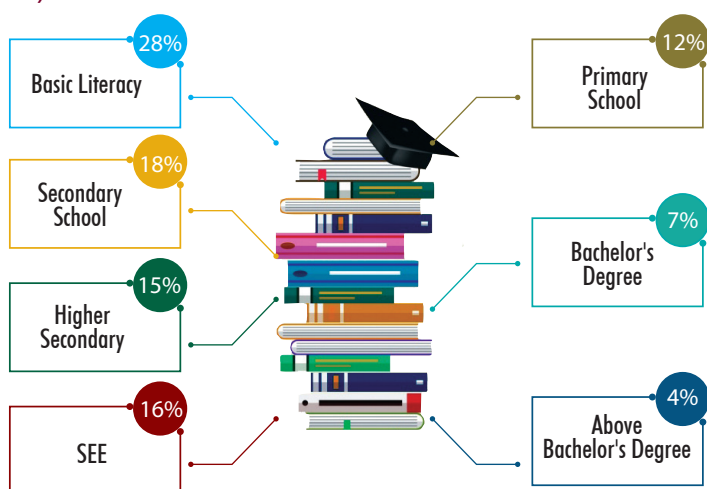 28%
Basic Literacy
12%
Primary
School
18%
Secondary
School
7%
Bachelor's
Degree
15%
Higher
Secondary
16%
SEE
4%
Above
Bachelor's Degree